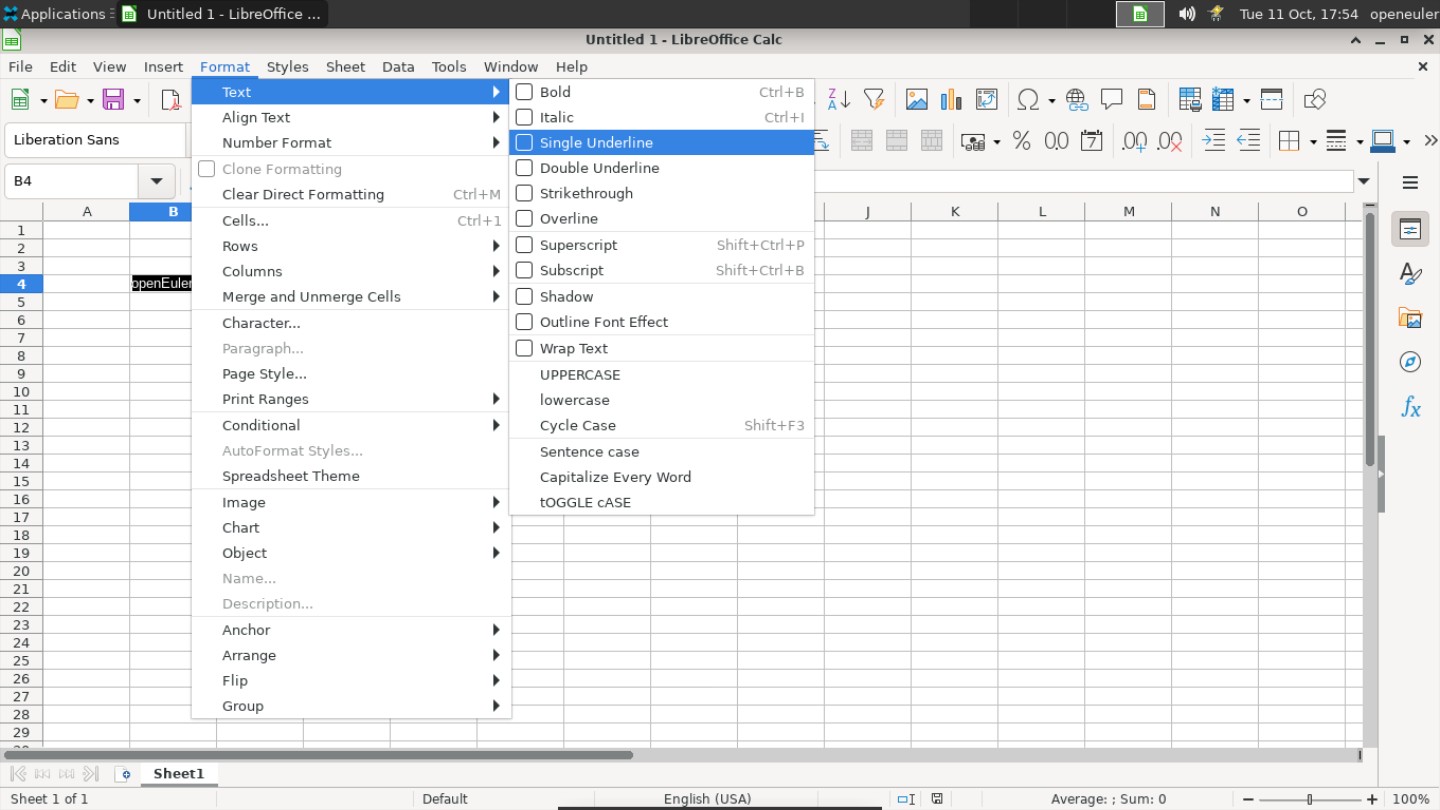 Applications
Untitled 1 - LibreOffice ...
Tue 11 Oct, 17:54
openeuler
Untitled 1 - LibreOffice Calc
File Edit View Insert Format Styles Sheet Data Tools Window Help
Liberation Sans
B4
Text
Align Text
Number Format
Clone Formatting
Clear Direct Formatting Ctrl+M
Cells... Ctrl+1
Rows
Columns
Merge and Unmerge Cells
Character...
Paragraph...
Page Style...
Print Ranges
Conditional
AutoFormat Styles...
Spreadsheet Theme
Image
Chart
Object
Name...
Description...
Anchor
Arrange
Flip
Group
Bold Ctrl+B
Italic Ctrl+I
Single Underline
Double Underline
Strikethrough
Overline
Superscript Shift+Ctrl+P
Subscript Shift+Ctrl+B
Shadow
Outline Font Effect
Wrap Text
UPPERCASE
lowercase
Cycle Case Shift+F3
Sentence case
Capitalize Every Word
tOGGLE cASE
A B J K L M N O
1
2
3
4 openEuler
5
6
7
8
9
10
11
12
13
14
15
16
17
18
19
20
21
22
23
24
25
26
27
28
29
Sheet1
Sheet 1 of 1
Default
English (USA)
Average: ; Sum: 0
100%